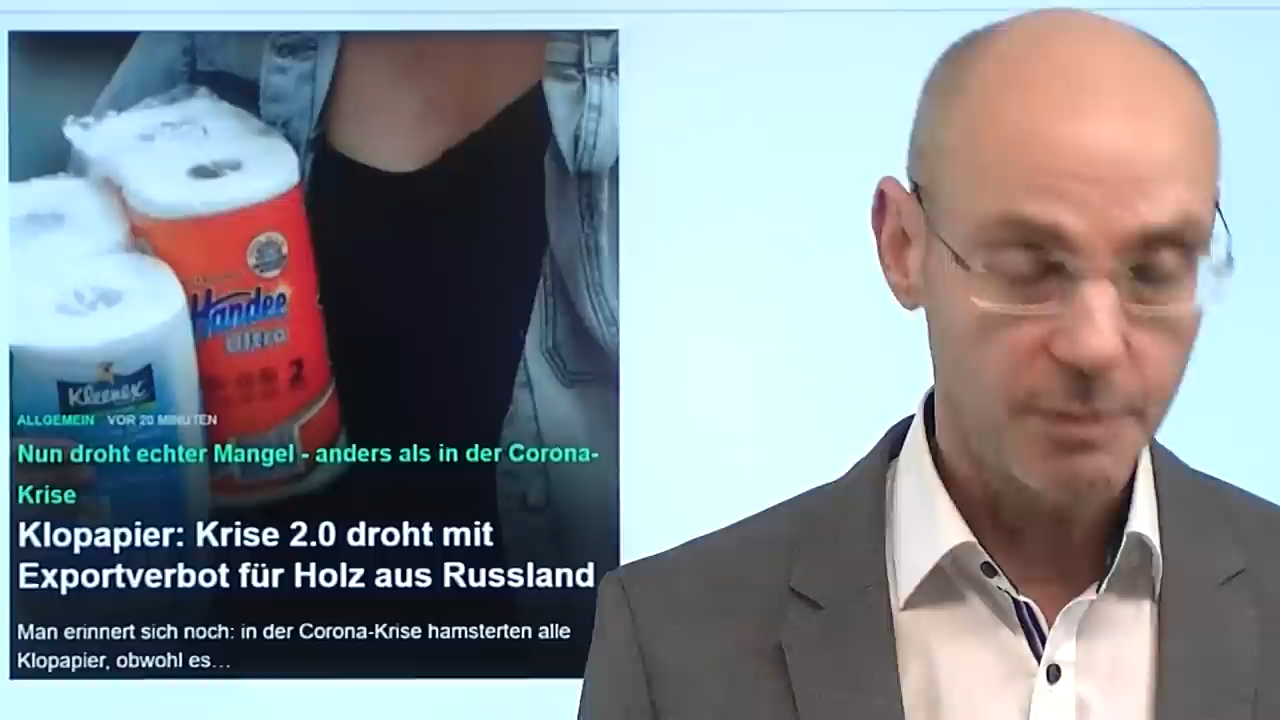 Handee
Ultra
2
Kleenex
ALLGEMEIN VOR 20 MINUTEN
Nun droht echter Mangel - anders als in der Corona-
Krise
Klopapier: Krise 2.0 droht mit
Exportverbot für Holz aus Russland
Man erinnert sich noch: in der Corona-Krise hamsterten alle
Klopapier, obwohl es...